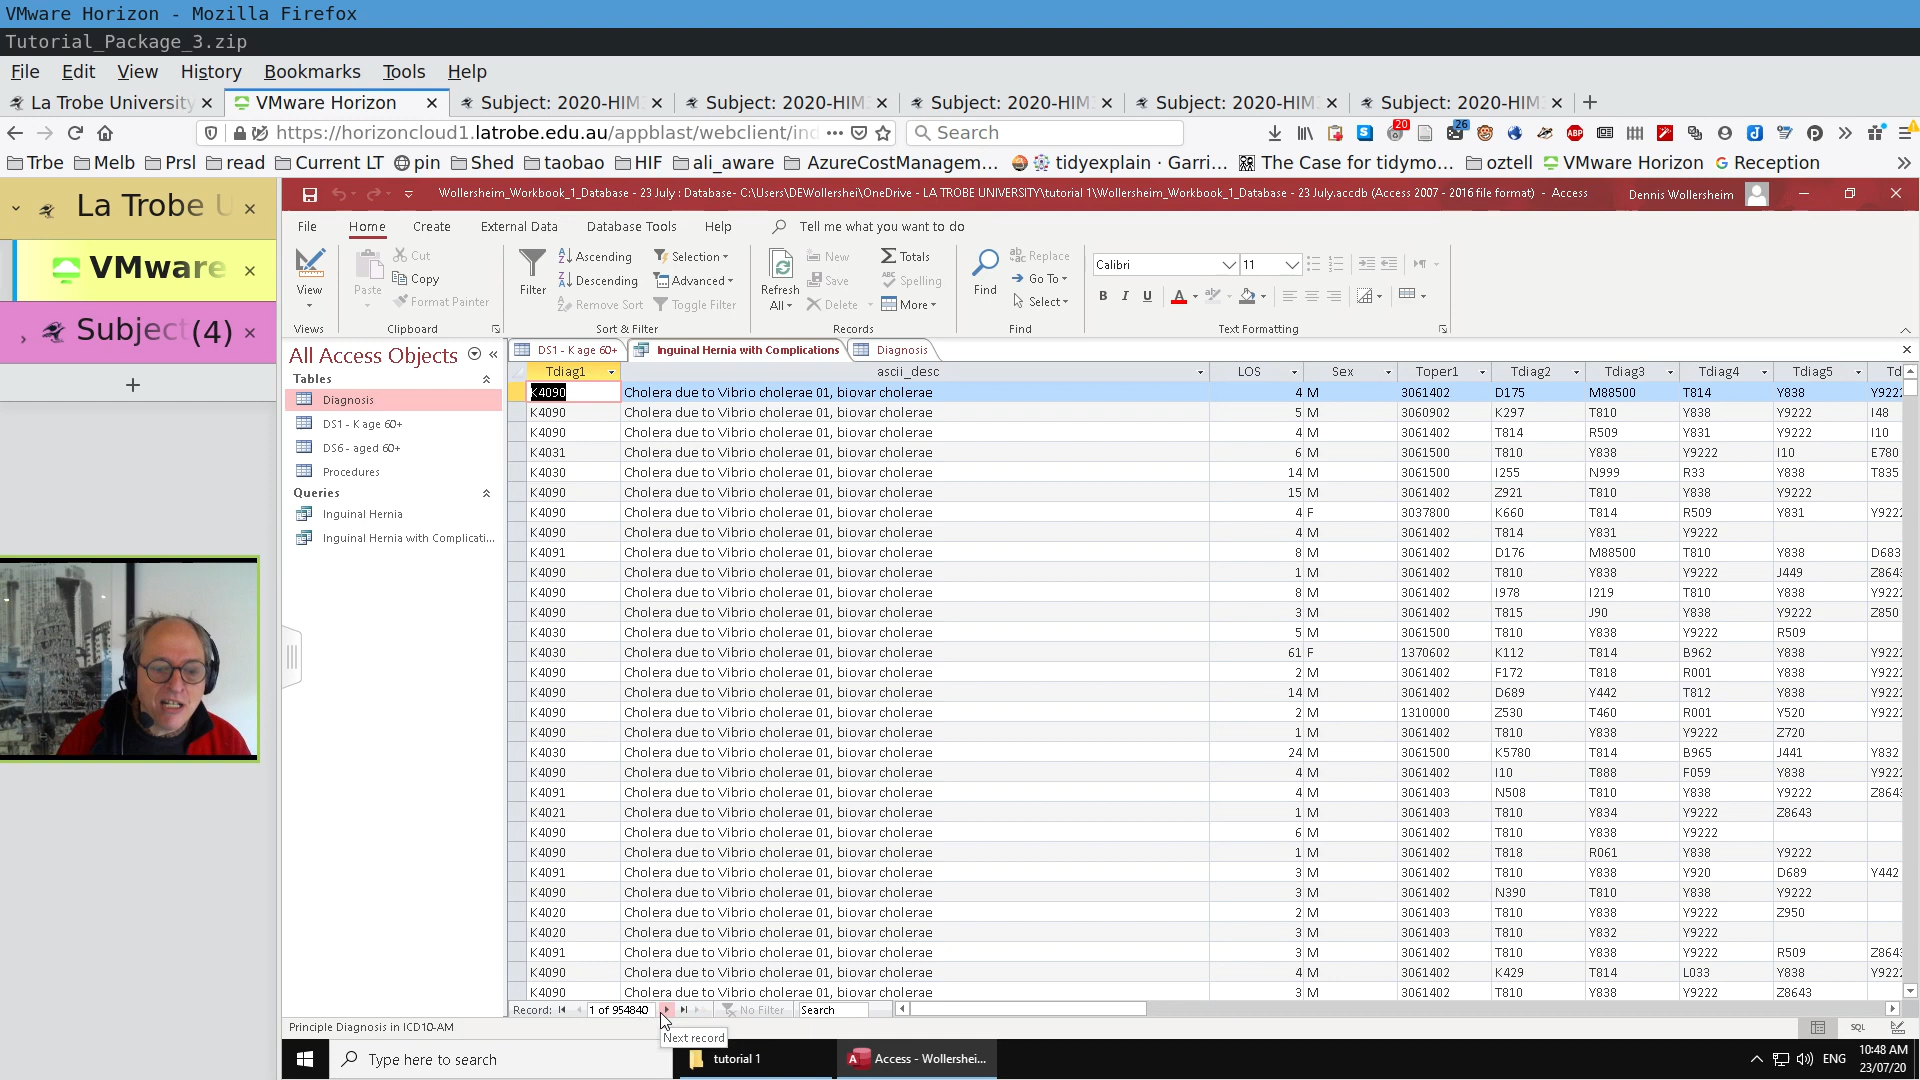 VMware Horizon - Mozilla Firefox
Tutorial_Package_3.zip
File Edit View History Bookmarks Tools Help
La Trobe University VMware Horizon Subject: 2020-HIM Subject: 2020-HIM Subject: 2020-HIM Subject: 2020-HIM Subject: 2020-HIM
https://horizoncloud1.latrobe.edu.au/appblast/webclient/ind Search 20 26
Trbe Melb Prsl read Current LT pin Shed taobao HIF ali_aware AzureCostManagem... tidyexplain · Garri... The Case for tidymo... oztell VMware Horizon Reception
La Trobe U
VMware
Subject (4)
Wollersheim_Workbook_1_Database - 23 July : Database- C:\Users\DEWollershei\OneDrive - LA TROBE UNIVERSITY\tutorial 1\Wollersheim_Workbook_1_Database - 23 July.accdb (Access 2007 - 2016 file format) - Access Dennis Wollersheim
File Home Create External Data Database Tools Help Tell me what you want to do
View Views
Paste Cut Copy Format Painter Clipboard
Filter Ascending Descending Remove Sort Selection Advanced Toggle Filter Sort & Filter
Refresh All New Save Delete Totals Spelling More Records
Find Replace Go To Select Find
Calibri 11 B I U A Text Formatting
All Access Objects
Tables
Diagnosis
DS1 - K age 60+
DS6 - aged 60+
Procedures
Queries
Inguinal Hernia
Inguinal Hernia with Complicati...
DS1 - K age 60+ Inguinal Hernia with Complications Diagnosis
Tdiag1 ascii_desc LOS Sex Toper1 Tdiag2 Tdiag3 Tdiag4 Tdiag5 Td
K4090 Cholera due to Vibrio cholerae 01, biovar cholerae 4 M 3061402 D175 M88500 T814 Y838 Y922
K4090 Cholera due to Vibrio cholerae 01, biovar cholerae 5 M 3060902 K297 T810 Y838 Y9222 I48
K4090 Cholera due to Vibrio cholerae 01, biovar cholerae 4 M 3061402 T814 R509 Y831 Y9222 I10
K4031 Cholera due to Vibrio cholerae 01, biovar cholerae 6 M 3061500 T810 Y838 Y9222 I10 E780
K4030 Cholera due to Vibrio cholerae 01, biovar cholerae 14 M 3061500 I255 N999 R33 Y838 T835
K4090 Cholera due to Vibrio cholerae 01, biovar cholerae 15 M 3061402 Z921 T810 Y838 Y9222
K4090 Cholera due to Vibrio cholerae 01, biovar cholerae 4 F 3037800 K660 T814 R509 Y831 Y922
K4090 Cholera due to Vibrio cholerae 01, biovar cholerae 4 M 3061402 T814 Y831 Y9222
K4091 Cholera due to Vibrio cholerae 01, biovar cholerae 8 M 3061402 D176 M88500 T810 Y838 D683
K4090 Cholera due to Vibrio cholerae 01, biovar cholerae 1 M 3061402 T810 Y838 Y9222 J449 Z864
K4090 Cholera due to Vibrio cholerae 01, biovar cholerae 8 M 3061402 I978 I219 T810 Y838 Y922
K4090 Cholera due to Vibrio cholerae 01, biovar cholerae 3 M 3061402 T815 J90 Y838 Y9222 Z850
K4030 Cholera due to Vibrio cholerae 01, biovar cholerae 5 M 3061500 T810 Y838 Y9222 R509
K4030 Cholera due to Vibrio cholerae 01, biovar cholerae 61 F 1370602 K112 T814 B962 Y838 Y922
K4090 Cholera due to Vibrio cholerae 01, biovar cholerae 2 M 3061402 F172 T818 R001 Y838 Y922
K4090 Cholera due to Vibrio cholerae 01, biovar cholerae 14 M 3061402 D689 Y442 T812 Y838 Y922
K4090 Cholera due to Vibrio cholerae 01, biovar cholerae 2 M 1310000 Z530 T460 R001 Y520 Y922
K4090 Cholera due to Vibrio cholerae 01, biovar cholerae 1 M 3061402 T810 Y838 Y9222 Z720
K4030 Cholera due to Vibrio cholerae 01, biovar cholerae 24 M 3061500 K5780 T814 B965 J441 Y832
K4090 Cholera due to Vibrio cholerae 01, biovar cholerae 4 M 3061402 I10 T888 F059 Y838 Y922
K4091 Cholera due to Vibrio cholerae 01, biovar cholerae 4 M 3061403 N508 T810 Y838 Y9222 Z864
K4021 Cholera due to Vibrio cholerae 01, biovar cholerae 1 M 3061403 T810 Y834 Y9222 Z8643
K4090 Cholera due to Vibrio cholerae 01, biovar cholerae 6 M 3061402 T810 Y838 Y9222
K4090 Cholera due to Vibrio cholerae 01, biovar cholerae 1 M 3061402 T818 R061 Y838 Y9222
K4091 Cholera due to Vibrio cholerae 01, biovar cholerae 3 M 3061402 T810 Y838 Y920 D689 Y442
K4090 Cholera due to Vibrio cholerae 01, biovar cholerae 3 M 3061402 N390 T810 Y838 Y9222
K4020 Cholera due to Vibrio cholerae 01, biovar cholerae 2 M 3061403 T810 Y838 Y9222 Z950
K4020 Cholera due to Vibrio cholerae 01, biovar cholerae 3 M 3061403 T810 Y832 Y9222
K4091 Cholera due to Vibrio cholerae 01, biovar cholerae 3 M 3061402 T810 Y838 Y9222 R509 Z864
K4090 Cholera due to Vibrio cholerae 01, biovar cholerae 4 M 3061402 K429 T814 L033 Y838 Y922
K4090 Cholera due to Vibrio cholerae 01, biovar cholerae 3 M 3061402 T810 Y838 Y9222 Z8643
Record: 1 of 954840 No Filter Search
Principle Diagnosis in ICD10-AM SQL
Next record
Type here to search tutorial 1 Access - Wollershei... ENG 10:48 AM
23/07/20